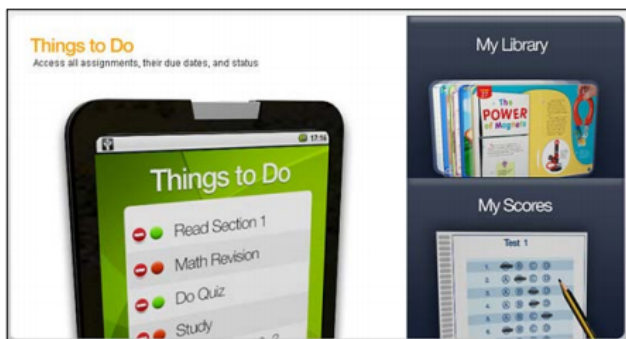 Things to Do
Access all assignments, their due dates, and status
17:16
Things to Do
Read Section 1
Math Revision
Do Quiz
Study
My Library
The
POWER
of Magnets
My Scores
Test 1
1. A B C D
2. A B C D
3. A B C D
4. A B C D
5. A B C D
6. A B C D